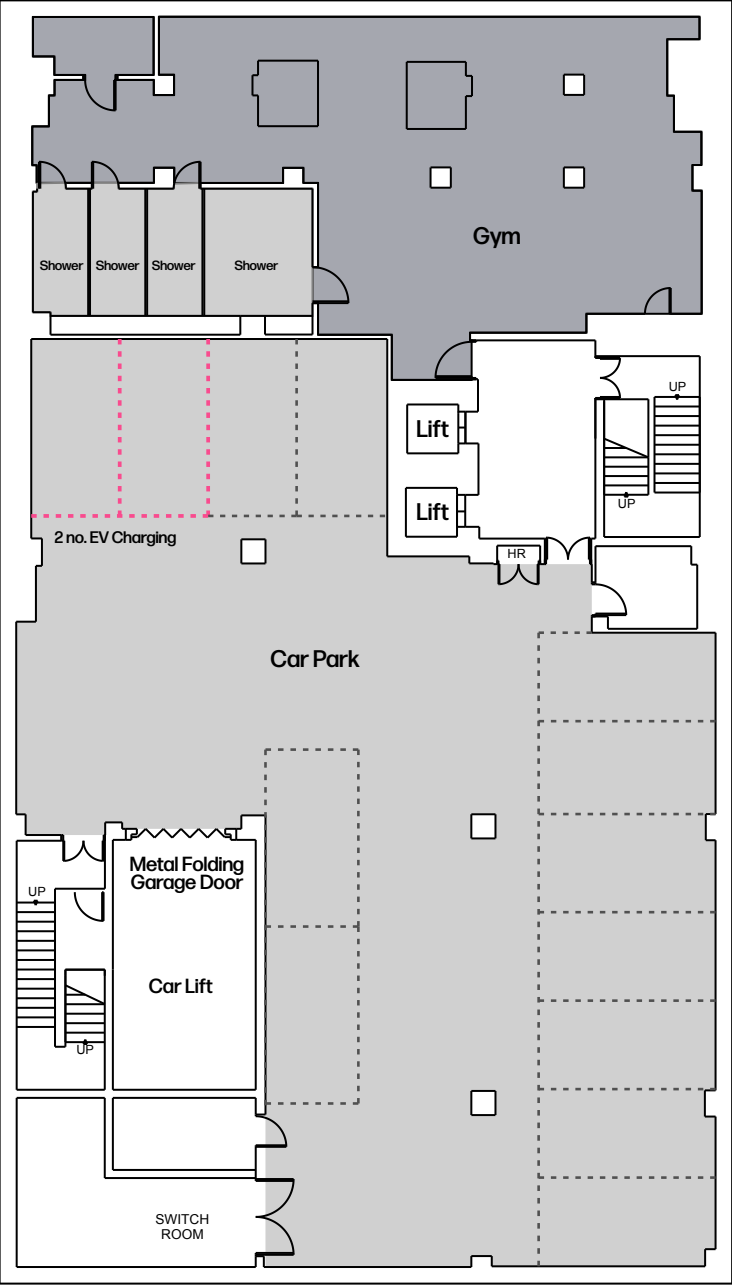 Gym
Shower
Shower
Shower
Shower
UP
Lift
UP
Lift
2 no. EV Charging
HR
Car Park
Metal Folding
Garage Door
UP
Car Lift
UP
SWITCH
ROOM